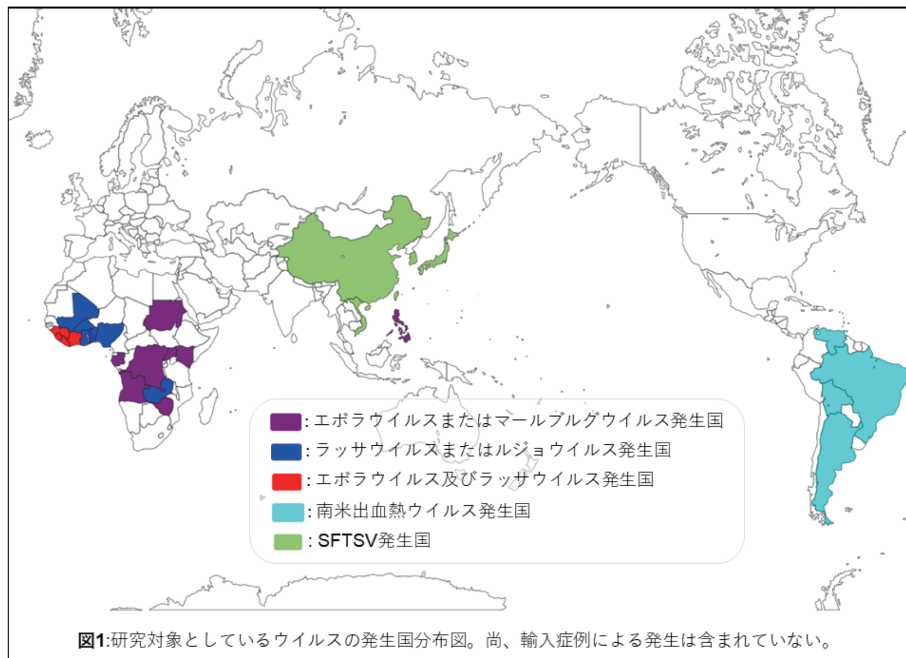 : エボラウイルスまたはマールブルグウイルス発生国
: ラッサウイルスまたはルジョウイルス発生国
: エボラウイルス及びラッサウイルス発生国
: 南米出血熱ウイルス発生国
: SFTSV発生国
図1:研究対象としているウイルスの発生国分布図。尚、輸入症例による発生は含まれていない。